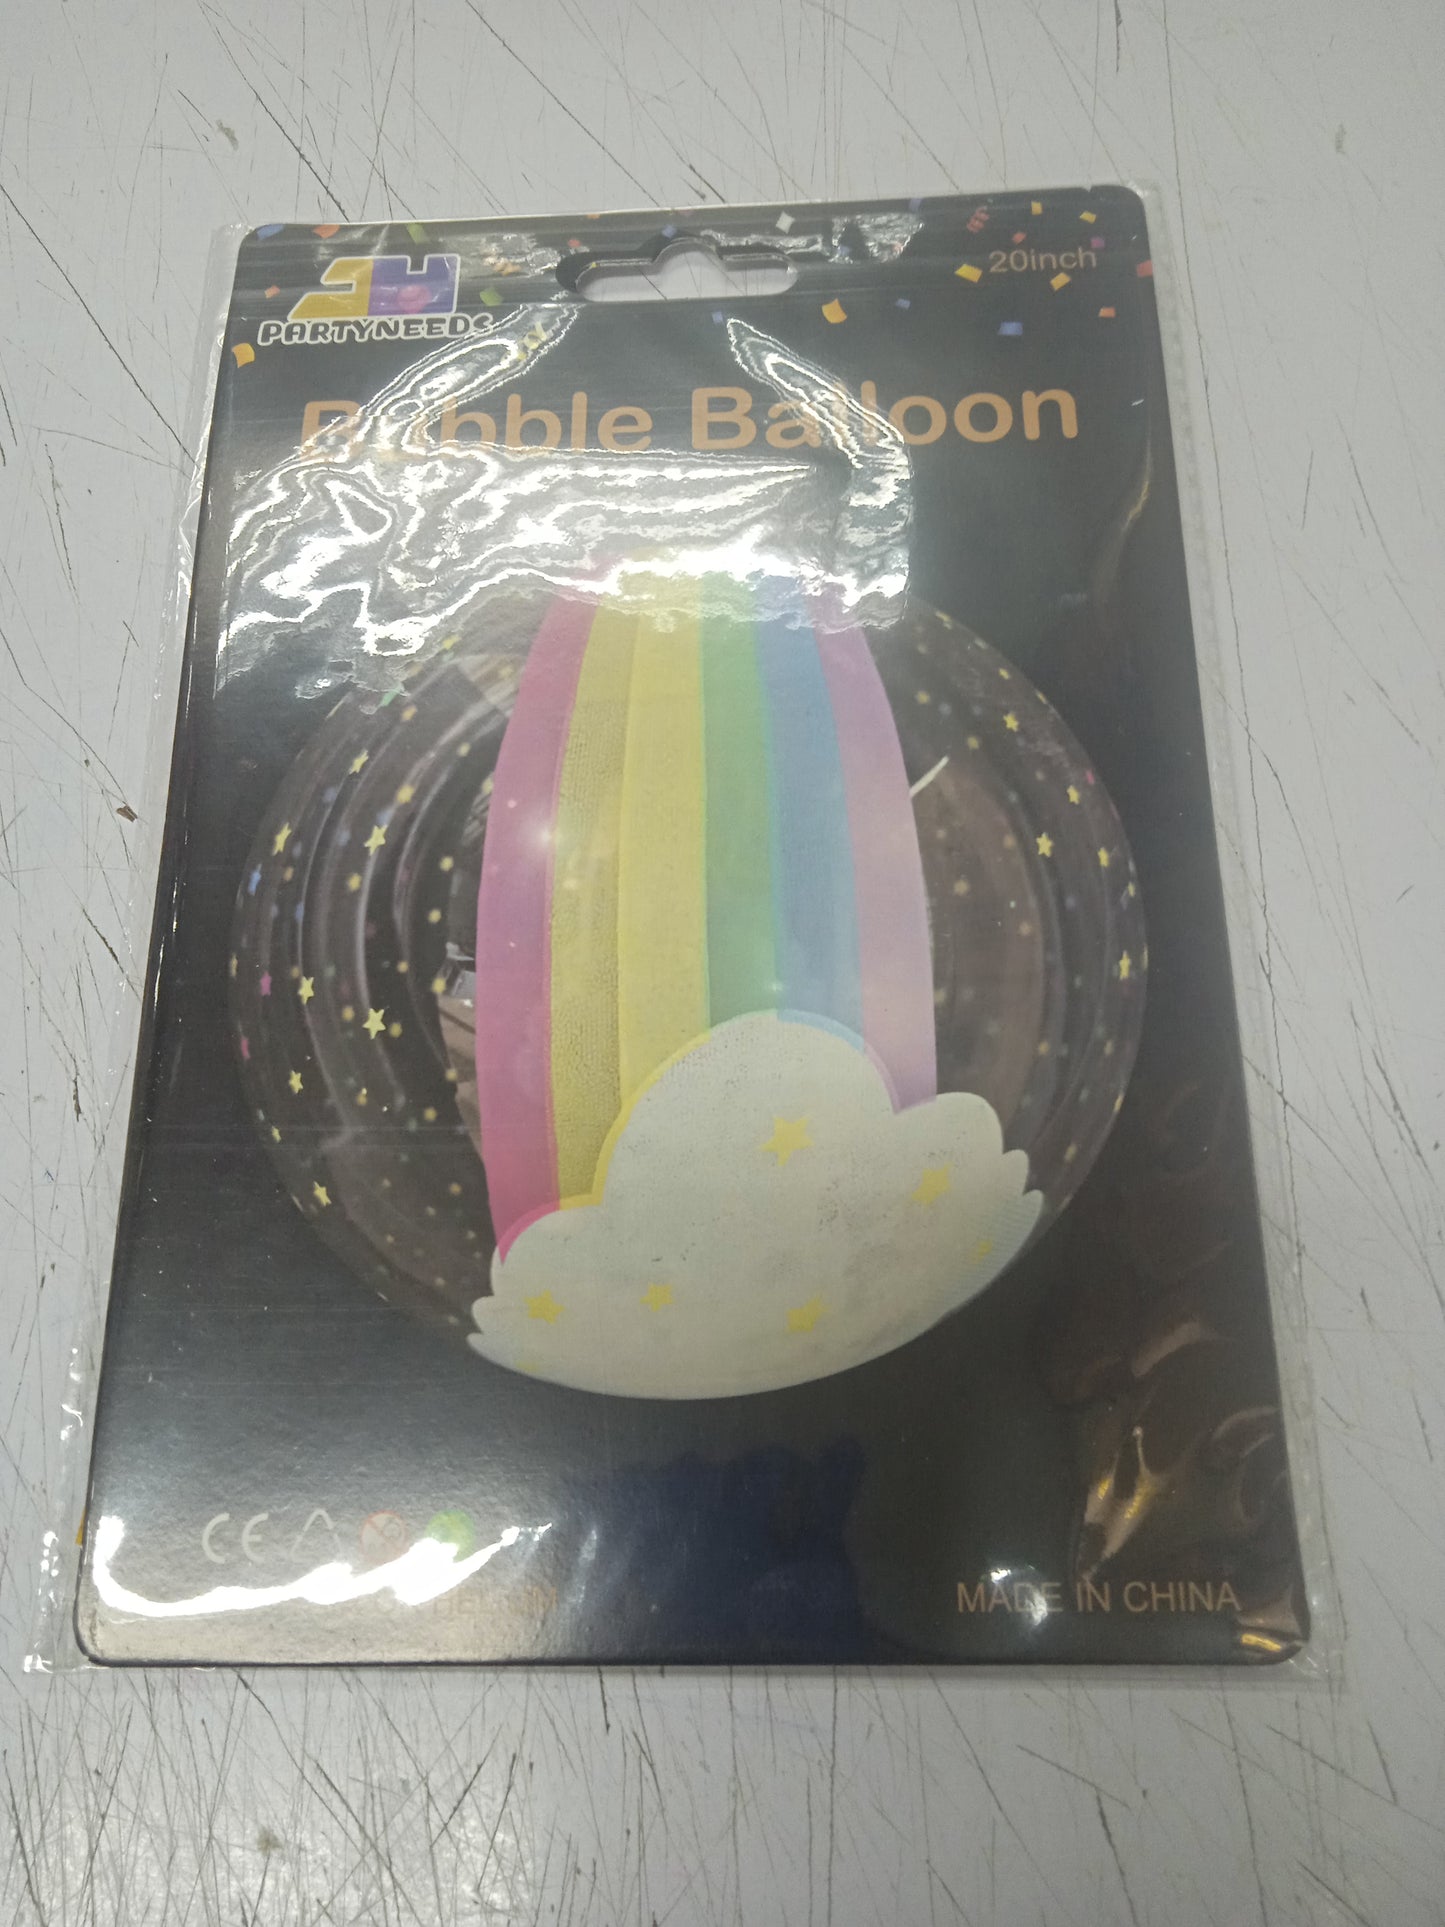 20inch
PARTYNEEDS
Bubble Balloon
CE
MADE IN CHINA